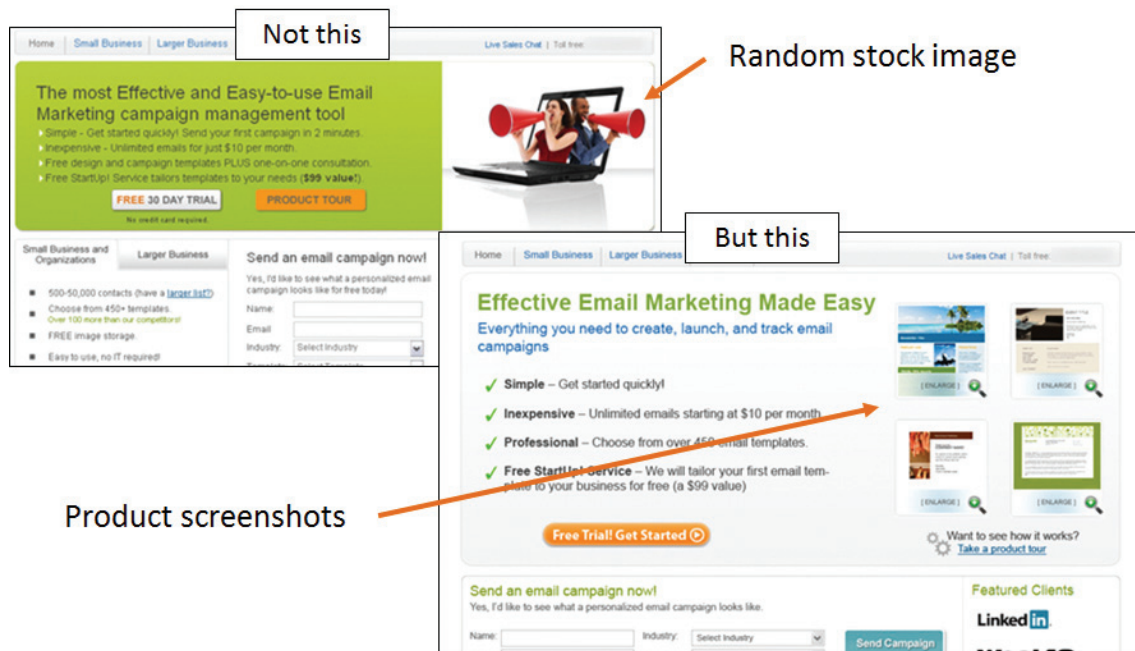 Not this
Home Small Business Larger Business
Live Sales Chat | Toll free:
Random stock image
The most Effective and Easy-to-use Email
Marketing campaign management tool
Simple - Get started quickly! Send your first campaign in 2 minutes.
Inexpensive - Unlimited emails for just $10 per month.
Free design and campaign templates PLUS one-on-one consultation.
Free StartUp! Service tailors templates to your needs ($99 value!).
FREE 30 DAY TRIAL
PRODUCT TOUR
No credit card required.
Small Business and
Organizations
Larger Business
500-50,000 contacts (have a larger list?)
Choose from 450+ templates.
Over 100 more than our competitors!
FREE image storage.
Easy to use, no IT required!
Send an email campaign now!
Yes, I'd like to see what a personalized email
campaign looks like for free today!
Name:
Email
Industry: Select Industry
Template: Select Template
But this
Home Small Business Larger Business
Live Sales Chat | Toll free:
Effective Email Marketing Made Easy
Everything you need to create, launch, and track email
campaigns
Simple – Get started quickly!
Inexpensive – Unlimited emails starting at $10 per month.
Professional – Choose from over 450 email templates.
Free StartUp! Service – We will tailor your first email tem-
plate to your business for free (a $99 value)
Free Trial! Get Started
[ENLARGE]
[ENLARGE]
[ENLARGE]
[ENLARGE]
Want to see how it works?
Take a product tour
Product screenshots
Send an email campaign now!
Yes, I'd like to see what a personalized email campaign looks like.
Name:
Industry: Select Industry
Send Campaign
Featured Clients
Linked in